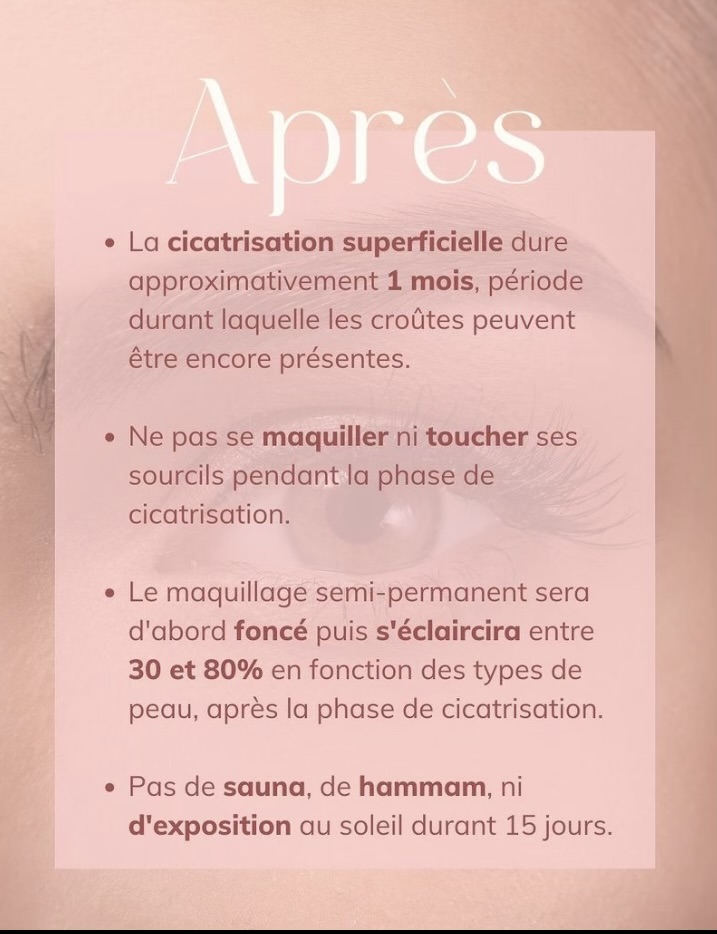 Après
• La cicatrisation superficielle dure
approximativement 1 mois, période
durant laquelle les croûtes peuvent
être encore présentes.
• Ne pas se maquiller ni toucher ses
sourcils pendant la phase de
cicatrisation.
• Le maquillage semi-permanent sera
d'abord foncé puis s'éclaircira entre
30 et 80% en fonction des types de
peau, après la phase de cicatrisation.
• Pas de sauna, de hammam, ni
d'exposition au soleil durant 15 jours.